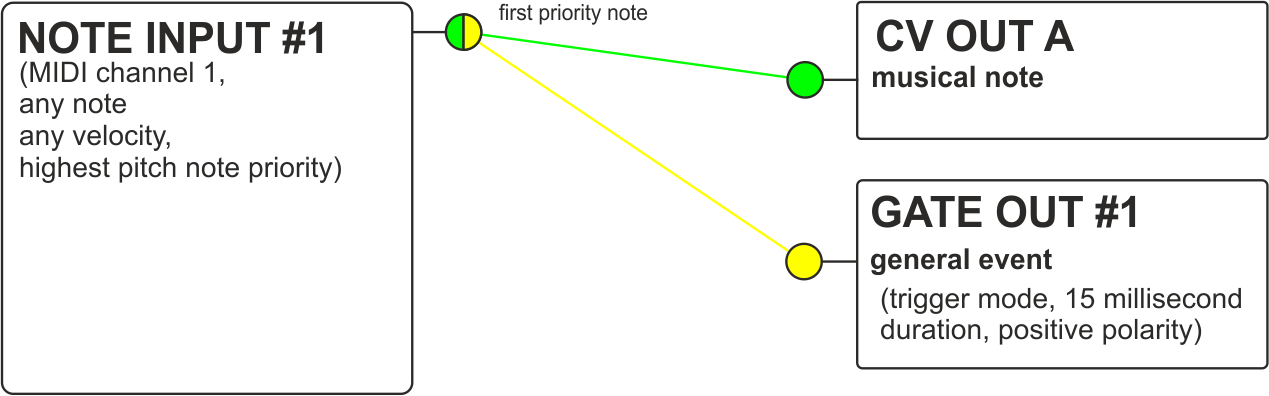 NOTE INPUT #1
(MIDI channel 1,
any note
any velocity,
highest pitch note priority)
first priority note
CV OUT A
musical note
GATE OUT #1
general event
(trigger mode, 15 millisecond
duration, positive polarity)